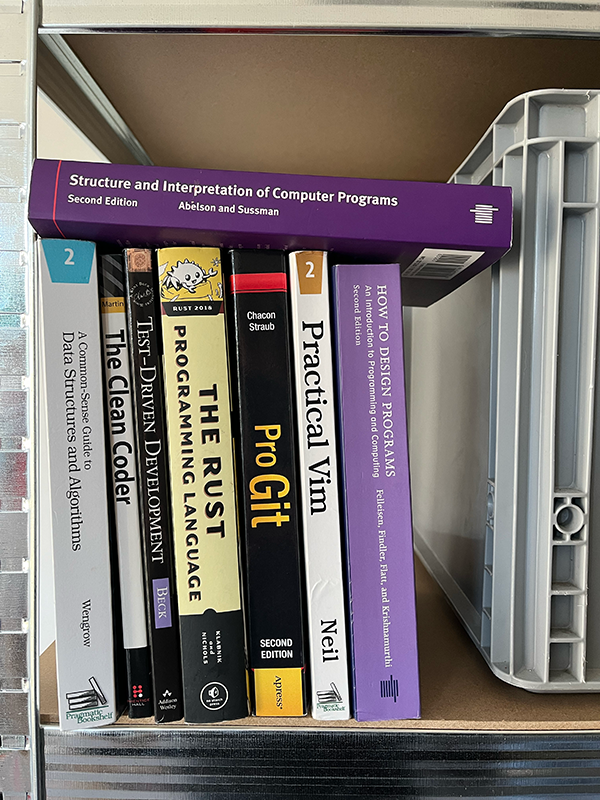 Structure and Interpretation of Computer Programs
Second Edition
Abelson and Sussman
2
A Common-Sense Guide to
Data Structures and Algorithms
Wengrow
Pragmatic
Bookshelf
Martin
The Clean Coder
PRENTICE
HALL
TEST-DRIVEN DEVELOPMENT
BECK
Addison
Wesley
RUST 2018
THE RUST
PROGRAMMING LANGUAGE
KLABNIK
and
NICHOLS
Chacon
Straub
Pro Git
SECOND
EDITION
Apress®
2
Practical Vim
Neil
Pragmatic
Bookshelf
HOW TO DESIGN PROGRAMS
An Introduction to Programming and Computing
Second Edition
Felleisen, Findler, Flatt, and Krishnamurthi